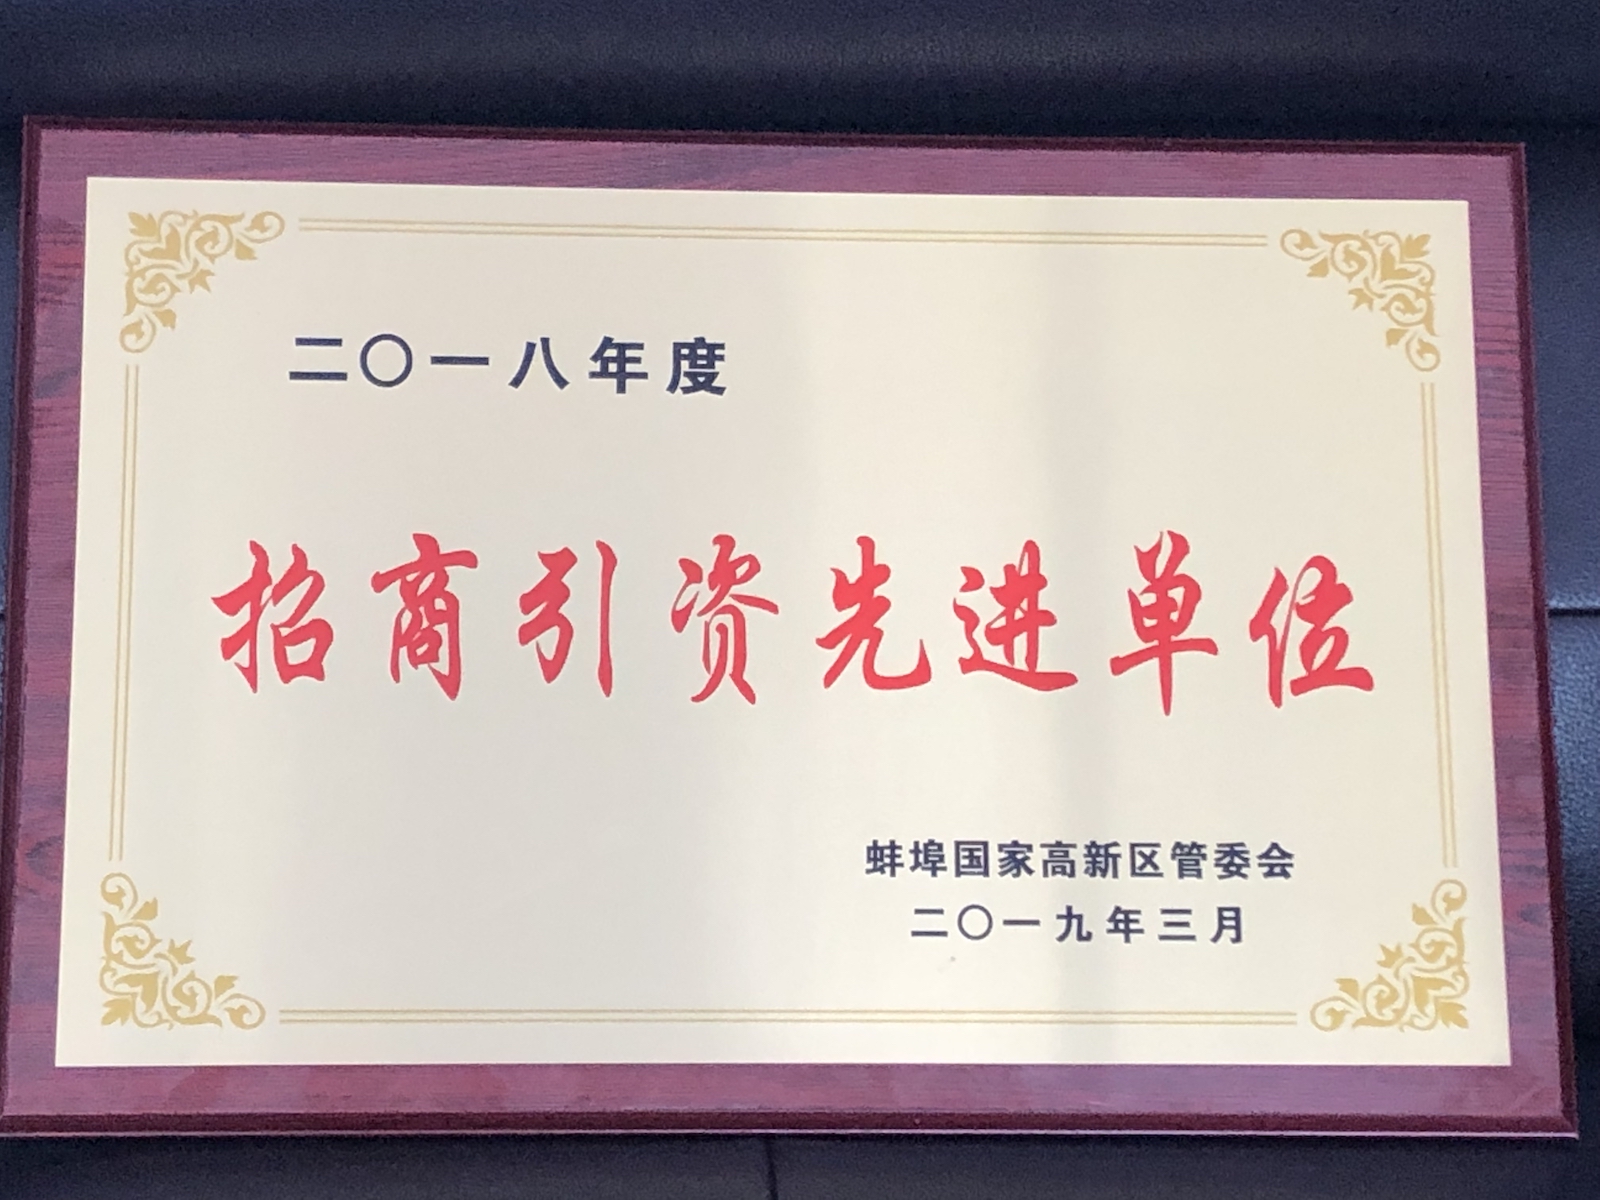 二〇一八年度
招商引资先进单位
蚌埠国家高新区管委会
二〇一九年三月